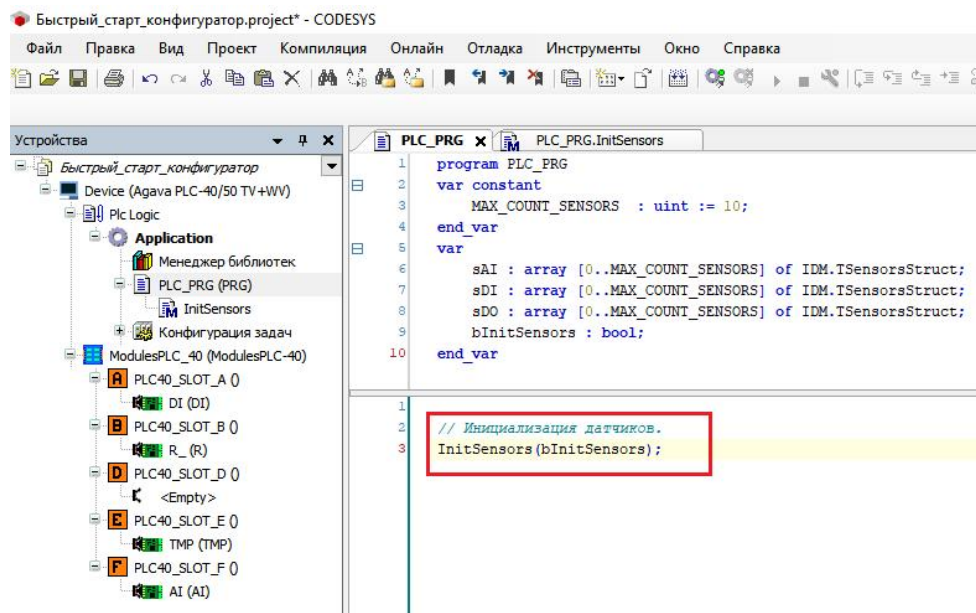 Быстрый_старт_конфигуратор.project* - CODESYS
Файл Правка Вид Проект Компиляция Онлайн Отладка Инструменты Окно Справка
Устройства
Быстрый_старт_конфигуратор
Device (Agava PLC-40/50 TV+WV)
Plc Logic
Application
Менеджер библиотек
PLC_PRG (PRG)
InitSensors
Конфигурация задач
ModulesPLC_40 (ModulesPLC-40)
A PLC40_SLOT_A ()
DI (DI)
B PLC40_SLOT_B ()
R_ (R)
D PLC40_SLOT_D ()
<Empty>
E PLC40_SLOT_E ()
TMP (TMP)
F PLC40_SLOT_F ()
AI (AI)
PLC_PRG PLC_PRG.InitSensors
1 program PLC_PRG
2 var constant
3 MAX_COUNT_SENSORS : uint := 10;
4 end_var
5 var
6 sAI : array [0..MAX_COUNT_SENSORS] of IDM.TSensorsStruct;
7 sDI : array [0..MAX_COUNT_SENSORS] of IDM.TSensorsStruct;
8 sDO : array [0..MAX_COUNT_SENSORS] of IDM.TSensorsStruct;
9 bInitSensors : bool;
10 end_var
1
2 // Инициализация датчиков.
3 InitSensors(bInitSensors);